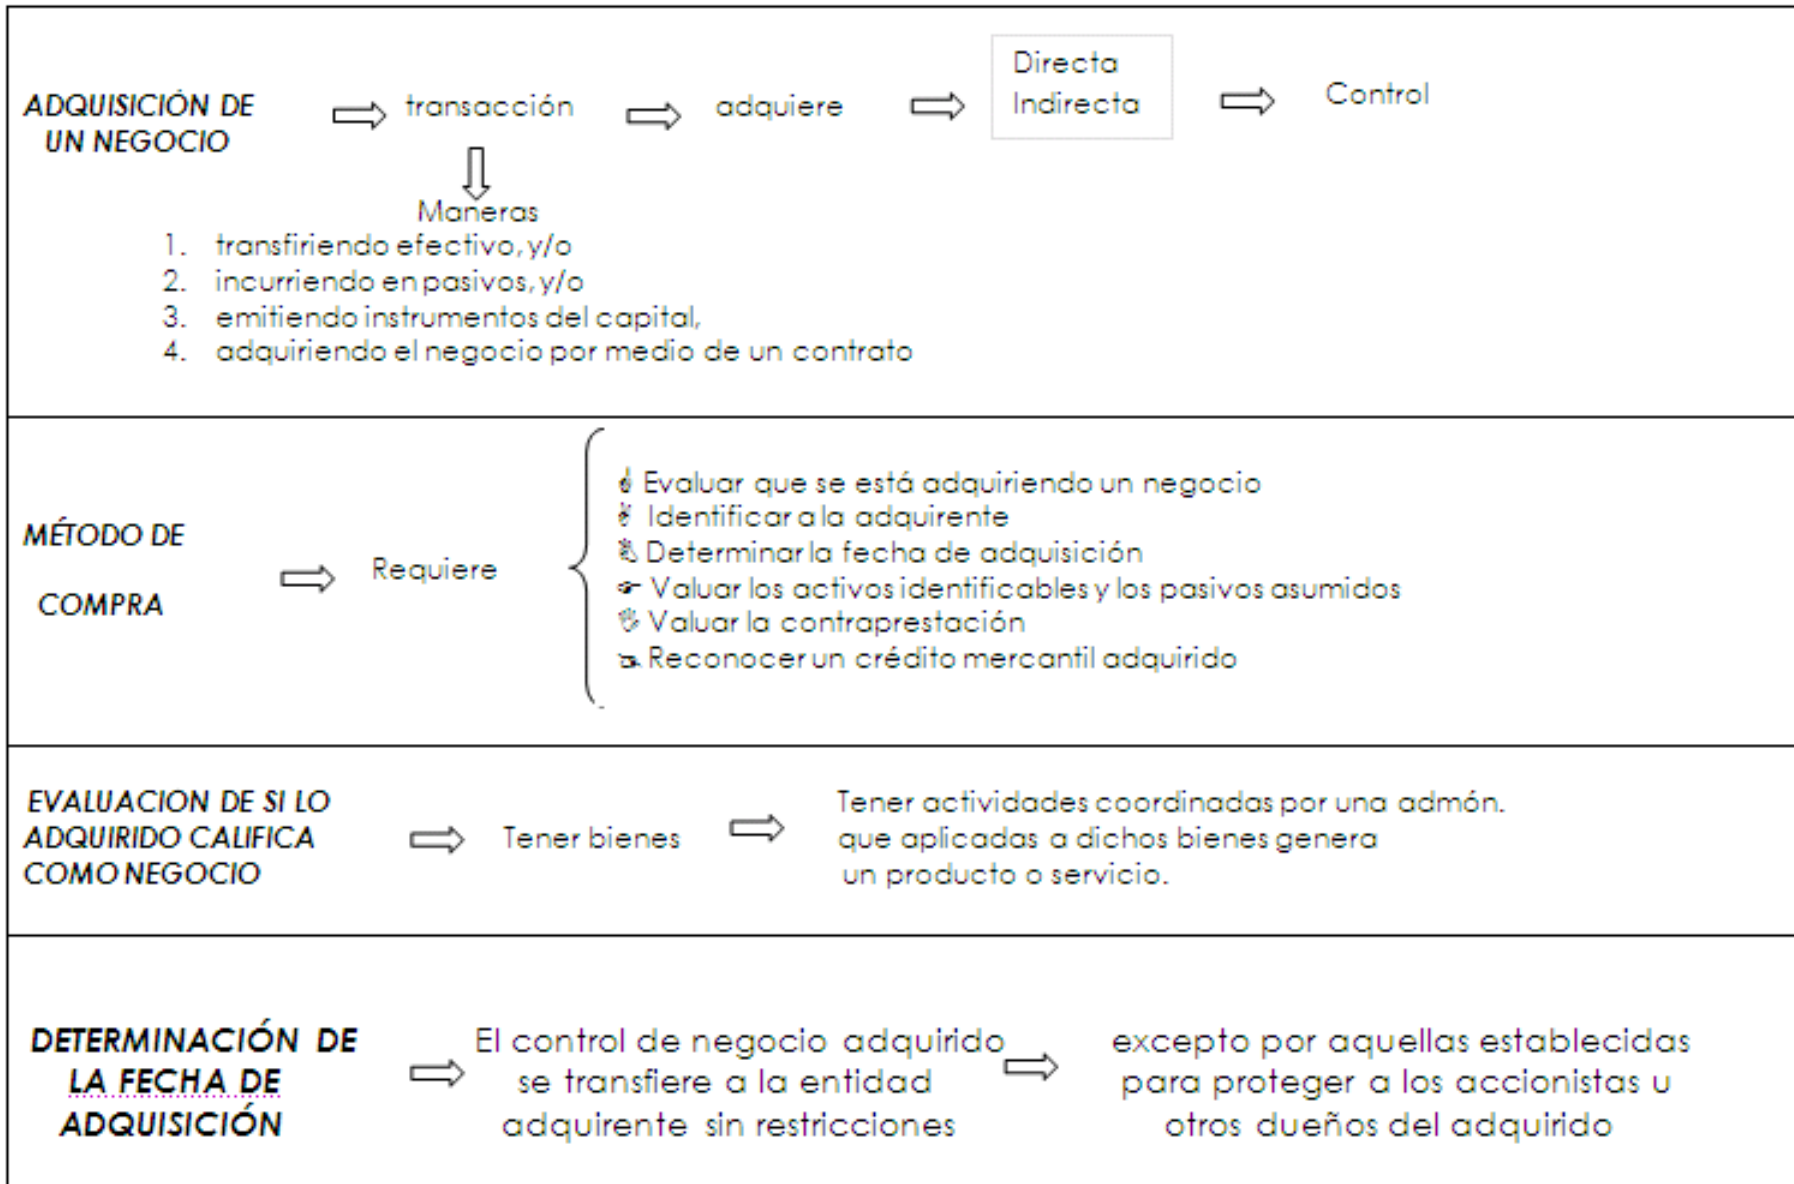 ADQUISICIÓN DE
UN NEGOCIO
transacción
adquiere
Directa
Indirecta
Control
Maneras
1. transfiriendo efectivo, y/o
2. incurriendo en pasivos, y/o
3. emitiendo instrumentos del capital,
4. adquiriendo el negocio por medio de un contrato
MÉTODO DE
COMPRA
Requiere
Evaluar que se está adquiriendo un negocio
Identificar a la adquirente
Determinar la fecha de adquisición
Valuar los activos identificables y los pasivos asumidos
Valuar la contraprestación
Reconocer un crédito mercantil adquirido
EVALUACION DE SI LO
ADQUIRIDO CALIFICA
COMO NEGOCIO
Tener bienes
Tener actividades coordinadas por una admón.
que aplicadas a dichos bienes genera
un producto o servicio.
DETERMINACIÓN DE
LA FECHA DE
ADQUISICIÓN
El control de negocio adquirido
se transfiere a la entidad
adquirente sin restricciones
excepto por aquellas establecidas
para proteger a los accionistas u
otros dueños del adquirido